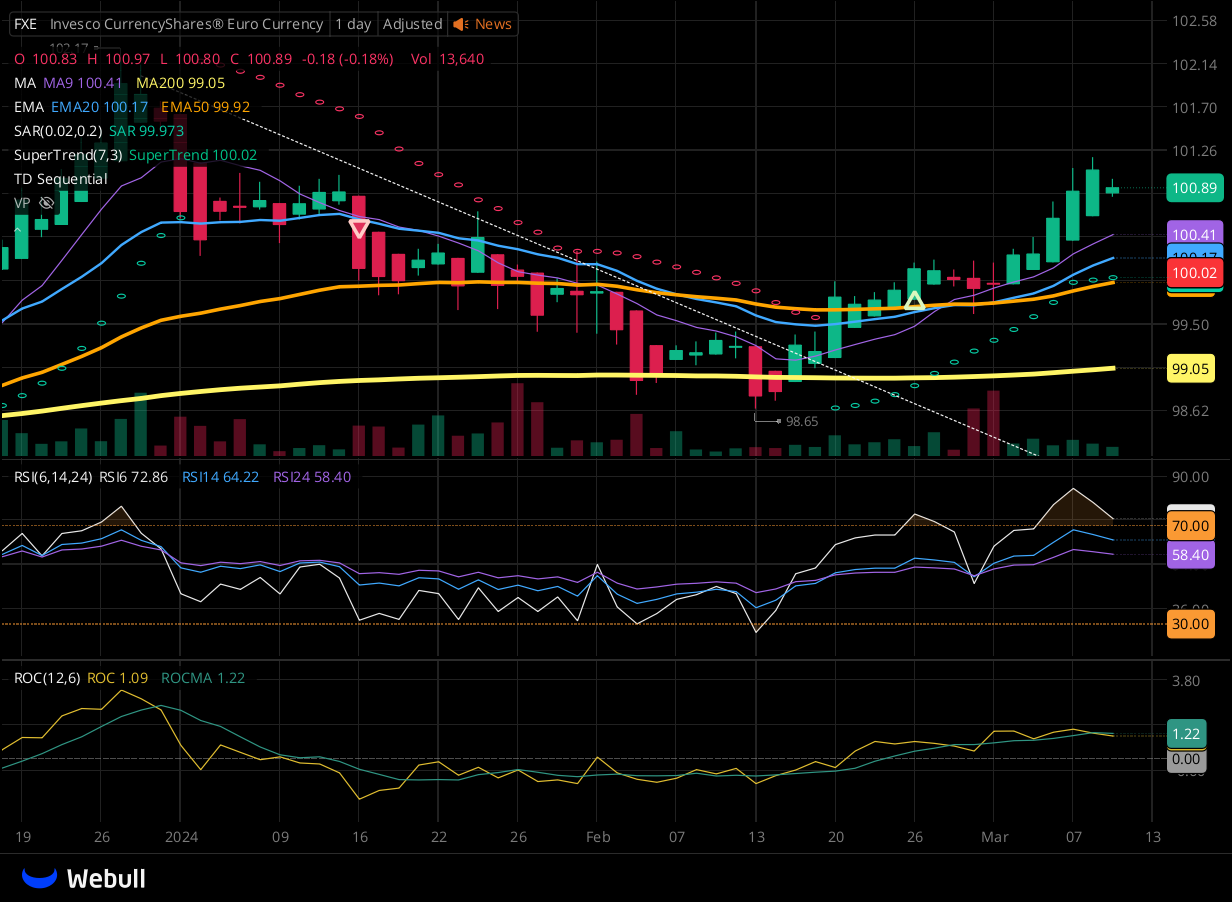 FXE Invesco CurrencyShares® Euro Currency 1 day Adjusted News
102.58
102.17
O 100.83 H 100.97 L 100.80 C 100.89 -0.18 (-0.18%) Vol 13,640
102.14
MA MA9 100.41 MA200 99.05
EMA EMA20 100.17 EMA50 99.92
101.70
SAR(0.02,0.2) SAR 99.973
SuperTrend(7,3) SuperTrend 100.02
101.26
TD Sequential
100.89
VP
100.41
100.17
100.02
99.50
99.05
98.62
98.65
RSI(6,14,24) RSI6 72.86 RSI14 64.22 RSI24 58.40
90.00
70.00
58.40
30.00
ROC(12,6) ROC 1.09 ROCMA 1.22
3.80
1.22
0.00
19 26 2024 09 16 22 26 Feb 07 13 20 26 Mar 07 13
Webull